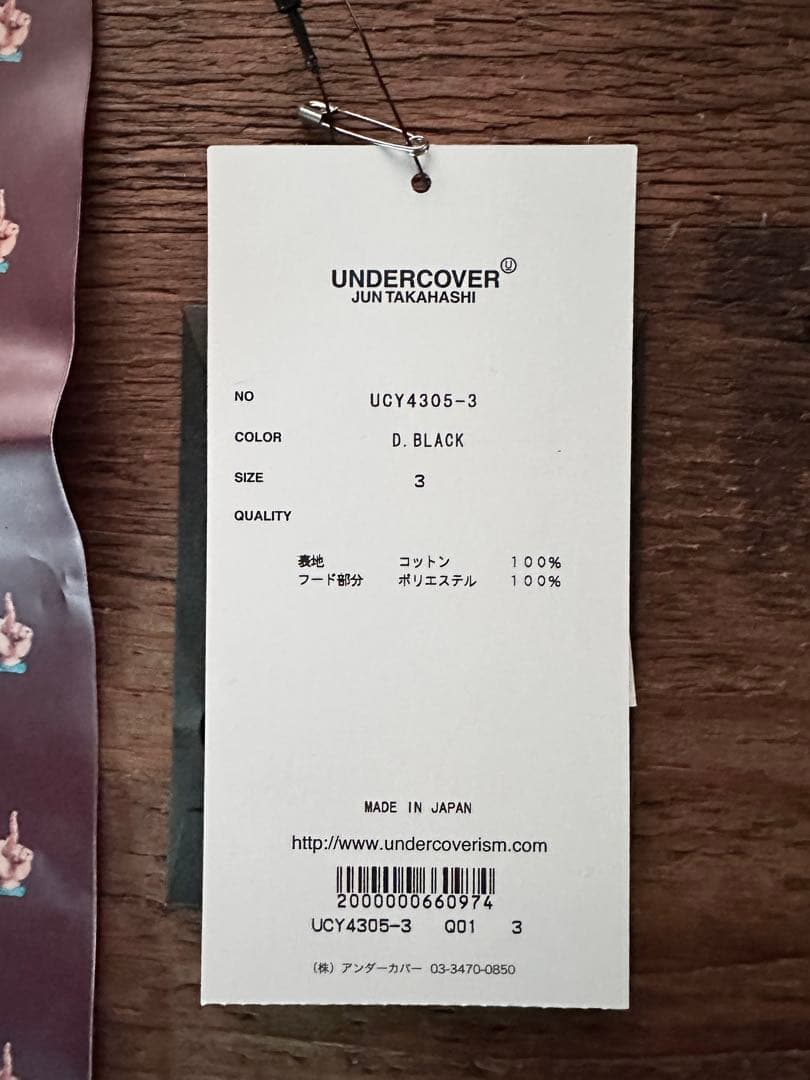 UNDERCOVER Ⓤ
JUN TAKAHASHI
NO UCY4305-3
COLOR D.BLACK
SIZE 3
QUALITY
表地 コットン 100%
フード部分 ポリエステル 100%
MADE IN JAPAN
http://www.undercoverism.com
2000000660974
UCY4305-3 Q01 3
(株) アンダーカバー 03-3470-0850